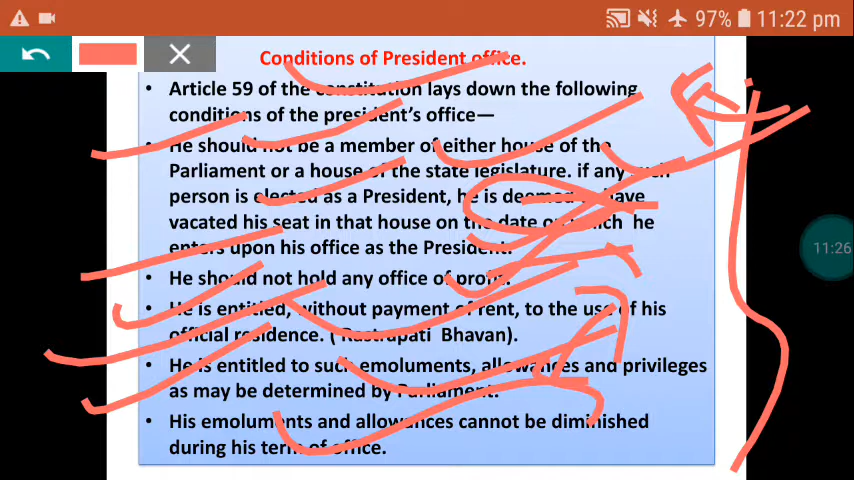 97% 11:22 pm
Conditions of President office.
• Article 59 of the constitution lays down the following
conditions of the president's office—
• He should not be a member of either house of the
Parliament or a house of the state legislature. if any such
person is elected as a President, he is deemed to have
vacated his seat in that house on the date on which he
enters upon his office as the President.
• He should not hold any office of profit.
• He is entitled, without payment of rent, to the use of his
official residence. ( Rastrapati Bhavan).
• He is entitled to such emoluments, allowances and privileges
as may be determined by Parliament.
• His emoluments and allowances cannot be diminished
during his term of office.
11:26